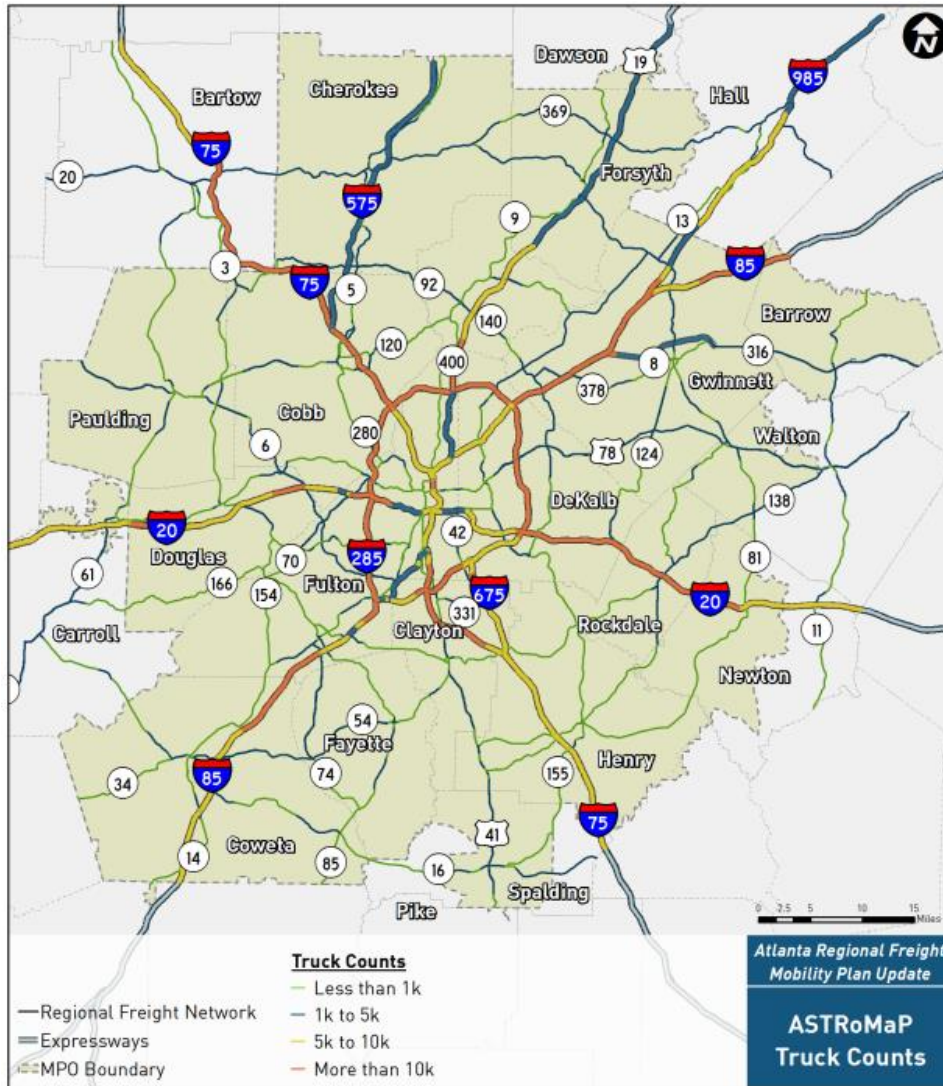 N
Dawson
19
985
Hall
Bartow
Cherokee
369
75
20
Forsyth
575
9
13
3
75
5
92
85
140
Barrow
120
400
8
316
378
Gwinnett
Paulding
Cobb
280
6
78
124
Walton
DeKalb
138
20
42
Douglas
70
285
81
61
166
154
Fulton
675
20
331
Carroll
Clayton
Rockdale
11
Newton
54
Fayette
Henry
34
85
74
155
41
75
14
Coweta
85
16
Spalding
Pike
0 2.5 5 10 15
Miles
Truck Counts
Less than 1k
Regional Freight Network
1k to 5k
Expressways
5k to 10k
MPO Boundary
More than 10k
Atlanta Regional Freight
Mobility Plan Update
ASTRoMaP
Truck Counts